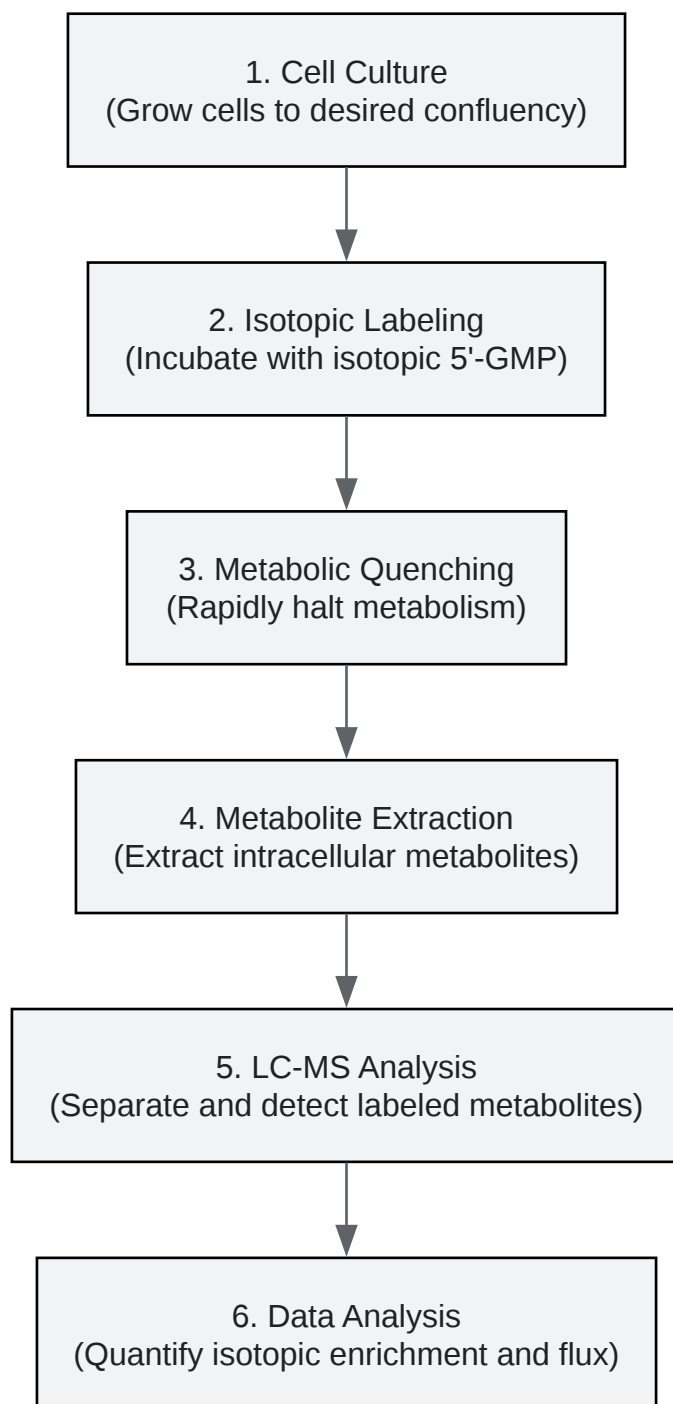 1. Cell Culture
(Grow cells to desired confluency)
2. Isotopic Labeling
(Incubate with isotopic 5'-GMP)
3. Metabolic Quenching
(Rapidly halt metabolism)
4. Metabolite Extraction
(Extract intracellular metabolites)
5. LC-MS Analysis
(Separate and detect labeled metabolites)
6. Data Analysis
(Quantify isotopic enrichment and flux)